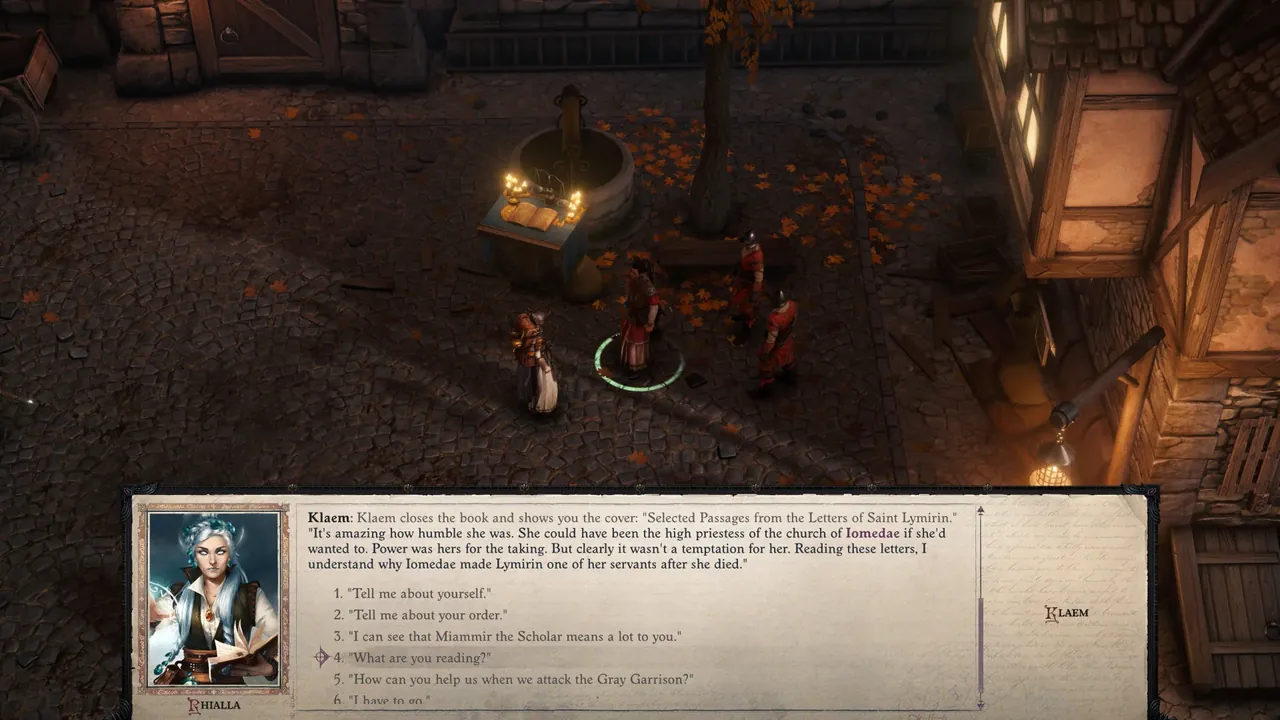 Klaem: Klaem closes the book and shows you the cover: "Selected Passages from the Letters of Saint Lymirin."
"It's amazing how humble she was. She could have been the high priestess of the church of Iomedae if she'd
wanted to. Power was hers for the taking. But clearly it wasn't a temptation for her. Reading these letters, I
understand why Iomedae made Lymirin one of her servants after she died."
1. "Tell me about yourself."
2. "Tell me about your order."
3. "I can see that Miammir the Scholar means a lot to you."
4. "What are you reading?"
5. "How can you help us when we attack the Gray Garrison?"
6. "I have to go."
Rhialla
Klaem